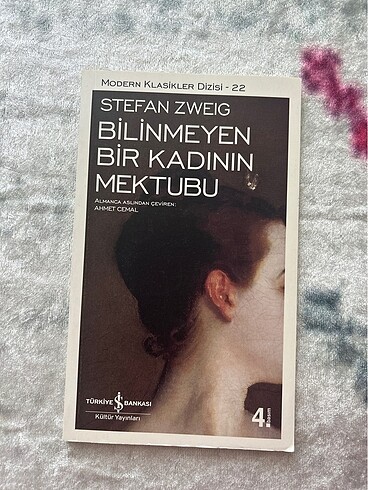 MODERN KLASİKLER DİZİSİ - 22
STEFAN ZWEIG
BİLİNMEYEN
BİR KADININ
MEKTUBU
ALMANCA ASLINDAN ÇEVİREN:
AHMET CEMAL
TÜRKİYE İŞ BANKASI
Kültür Yayınları
4. Basım